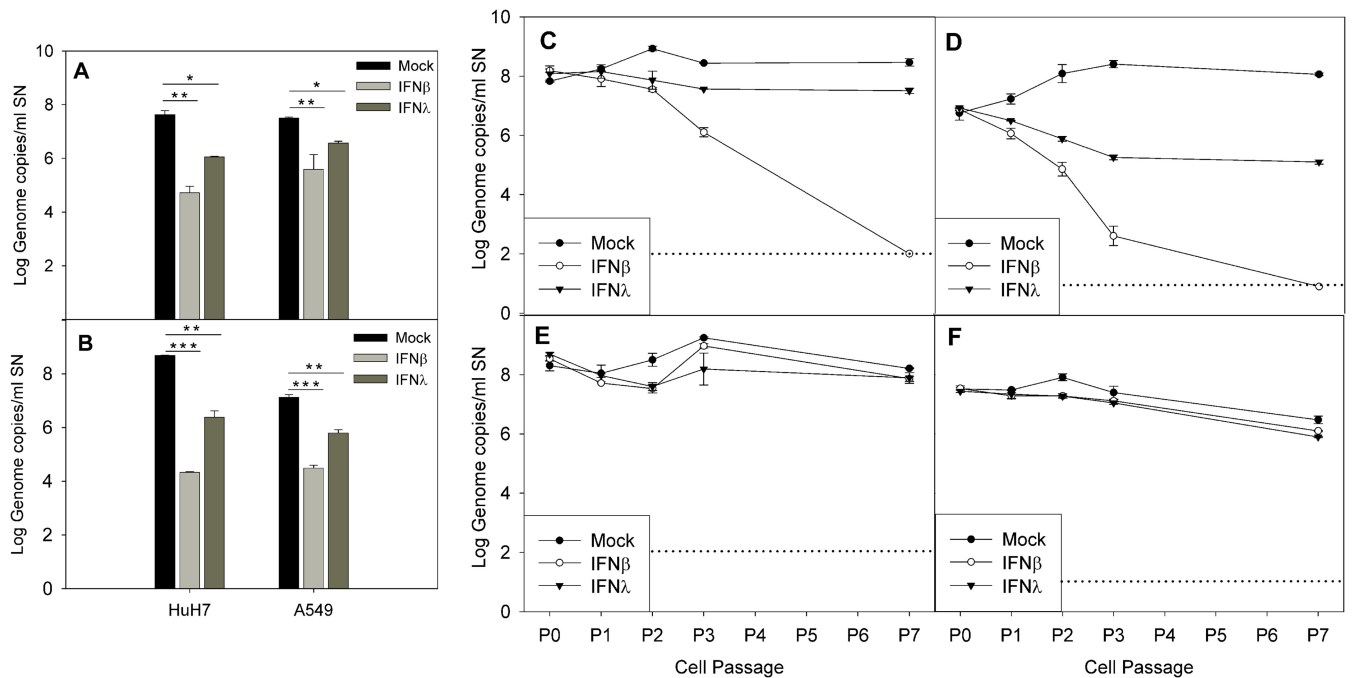 A
Log Genome copies/ml SN
10
8
6
4
2
Mock
IFNβ
IFNλ
*
**
*
**
B
Log Genome copies/ml SN
8
6
4
2
0
Mock
IFNβ
IFNλ
**
***
**
***
HuH7
A549
C
Log Genome copies/ml SN
10
8
6
4
2
0
Mock
IFNβ
IFNλ
D
Mock
IFNβ
IFNλ
E
Log Genome copies/ml SN
8
6
4
2
0
Mock
IFNβ
IFNλ
P0 P1 P2 P3 P4 P5 P6 P7
Cell Passage
F
Mock
IFNβ
IFNλ
P0 P1 P2 P3 P4 P5 P6 P7
Cell Passage